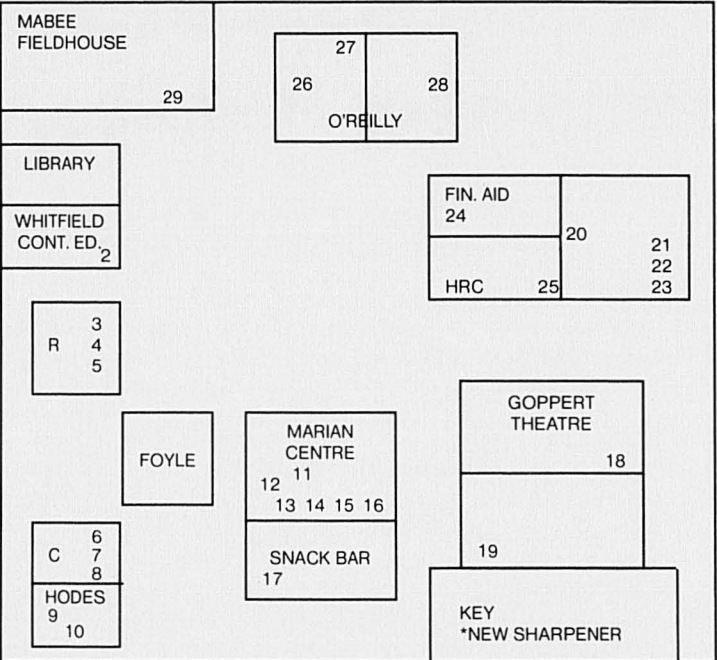 MABEE
FIELDHOUSE
29
27
26
28
O'REILLY
LIBRARY
WHITFIELD
CONT. ED.
2
FIN. AID
24
20
21
22
23
HRC
25
R
3
4
5
FOYLE
MARIAN
CENTRE
11
12
13 14 15 16
SNACK BAR
17
GOPPERT
THEATRE
18
19
C
6
7
8
HODES
9
10
KEY
*NEW SHARPENER